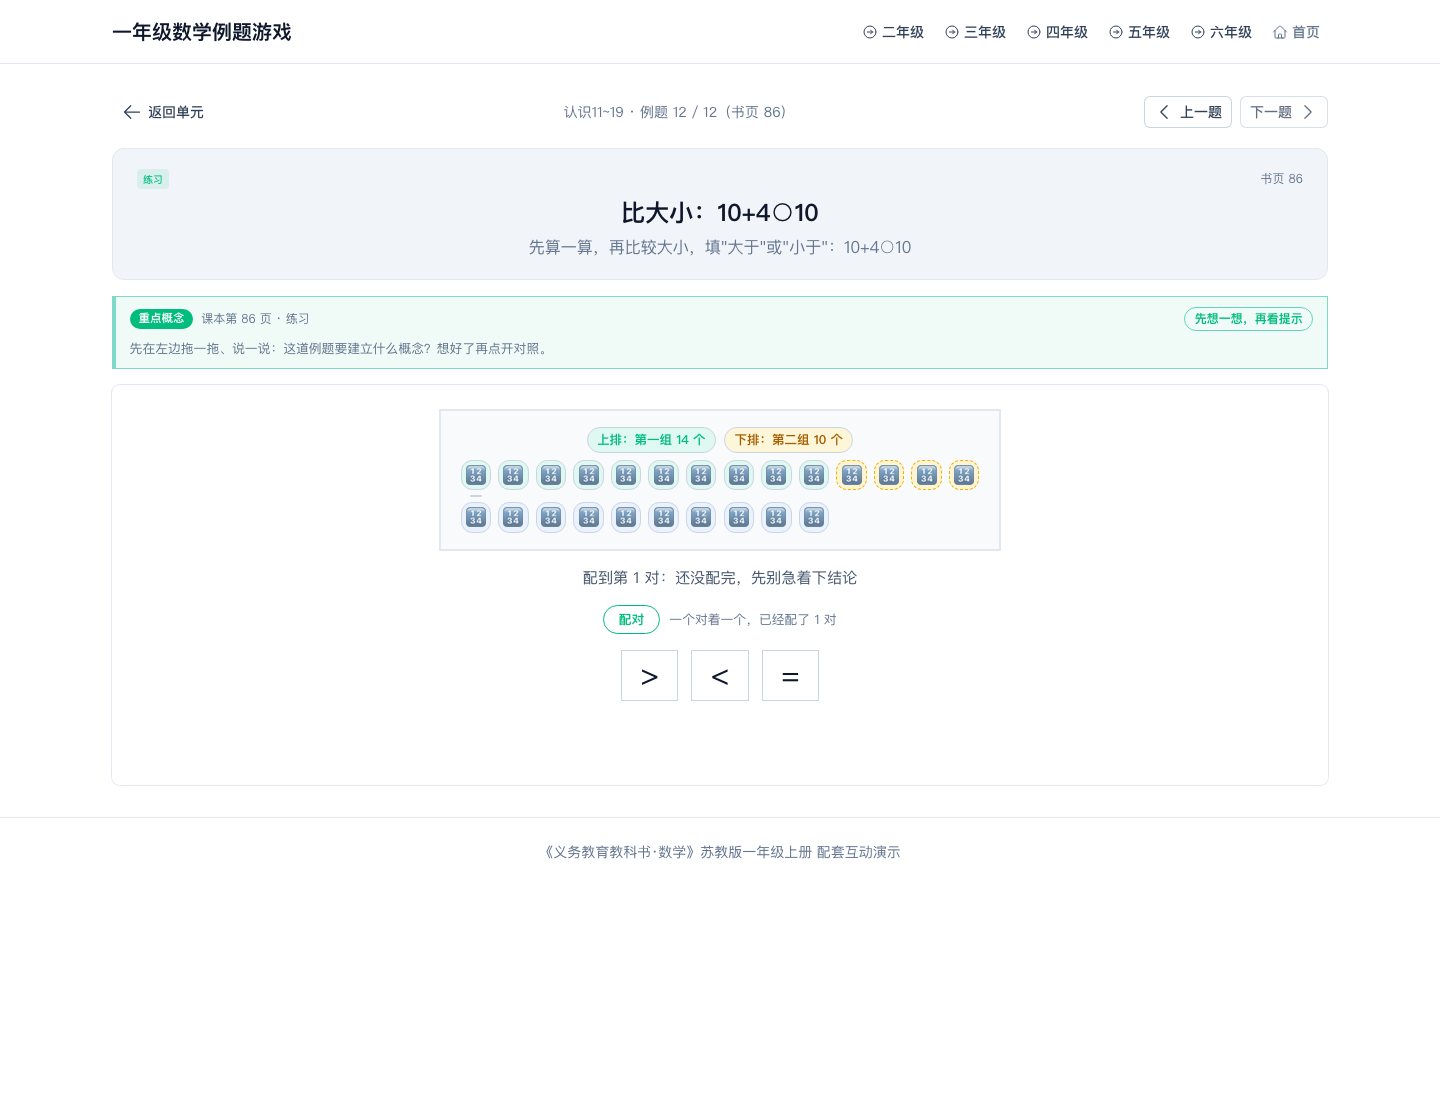 一年级数学例题游戏
二年级 三年级 四年级 五年级 六年级 首页
返回单元
认识11~19 · 例题 12 / 12（书页 86）
上一题 下一题
练习
书页 86
比大小：10+4○10
先算一算，再比较大小，填"大于"或"小于"：10+4○10
重点概念 课本第 86 页 · 练习
先想一想，再看提示
先在左边拖一拖、说一说：这道例题要建立什么概念？想好了再点开对照。
上排：第一组 14 个 下排：第二组 10 个
配到第 1 对：还没配完，先别急着下结论
配对 一个对着一个，已经配了 1 对
> < =
《义务教育教科书·数学》苏教版一年级上册 配套互动演示